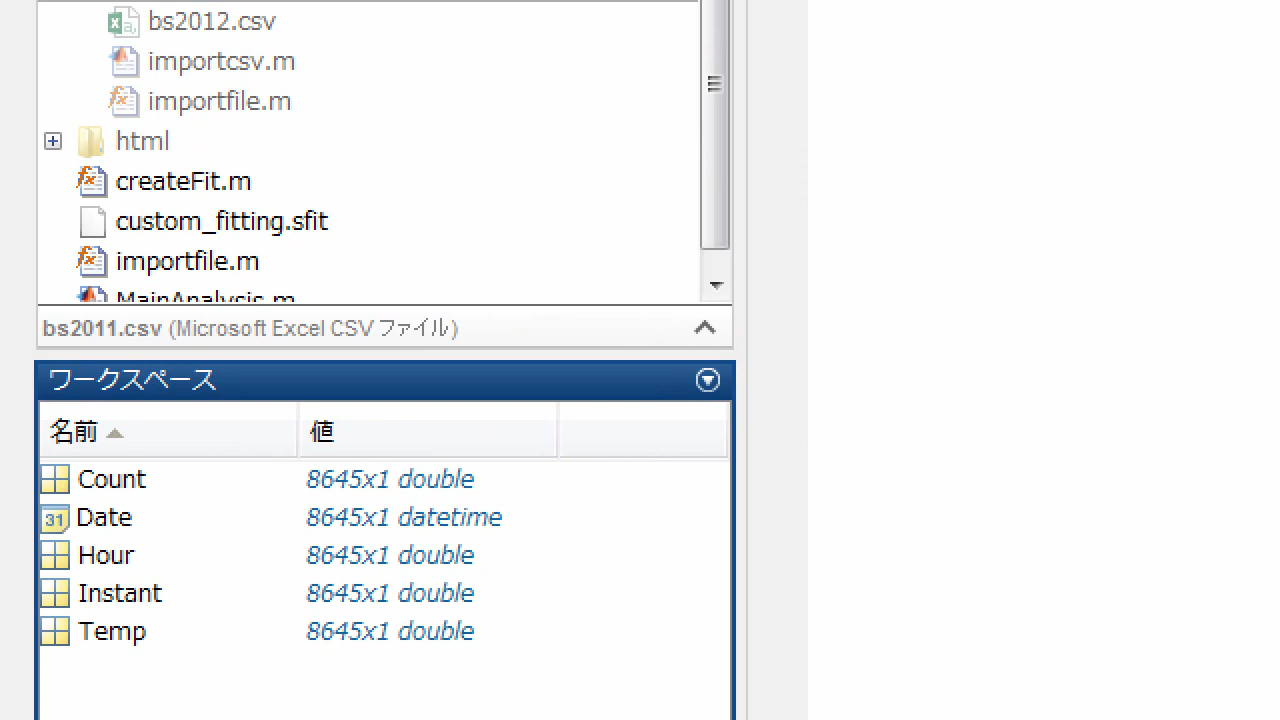 bs2012.csv
importcsv.m
importfile.m
html
createFit.m
custom_fitting.sfit
importfile.m
MainAnalysis.m
bs2011.csv (Microsoft Excel CSV ファイル)
ワークスペース
名前 値
Count 8645x1 double
31 Date 8645x1 datetime
Hour 8645x1 double
Instant 8645x1 double
Temp 8645x1 double